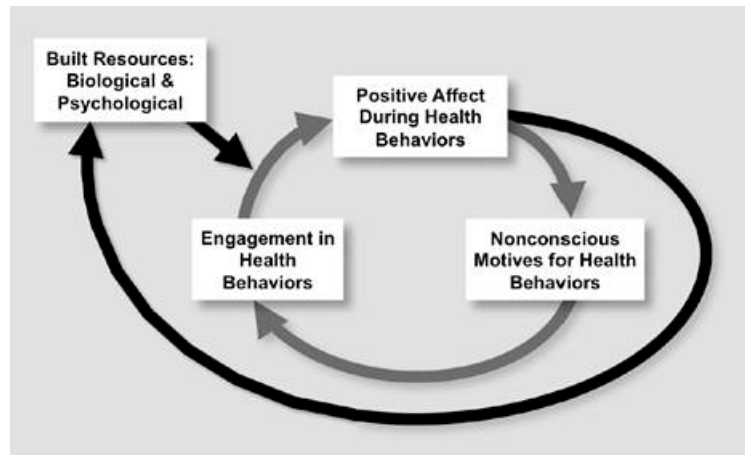 Built Resources:
Biological &
Psychological
Positive Affect
During Health
Behaviors
Engagement in
Health
Behaviors
Nonconscious
Motives for Health
Behaviors